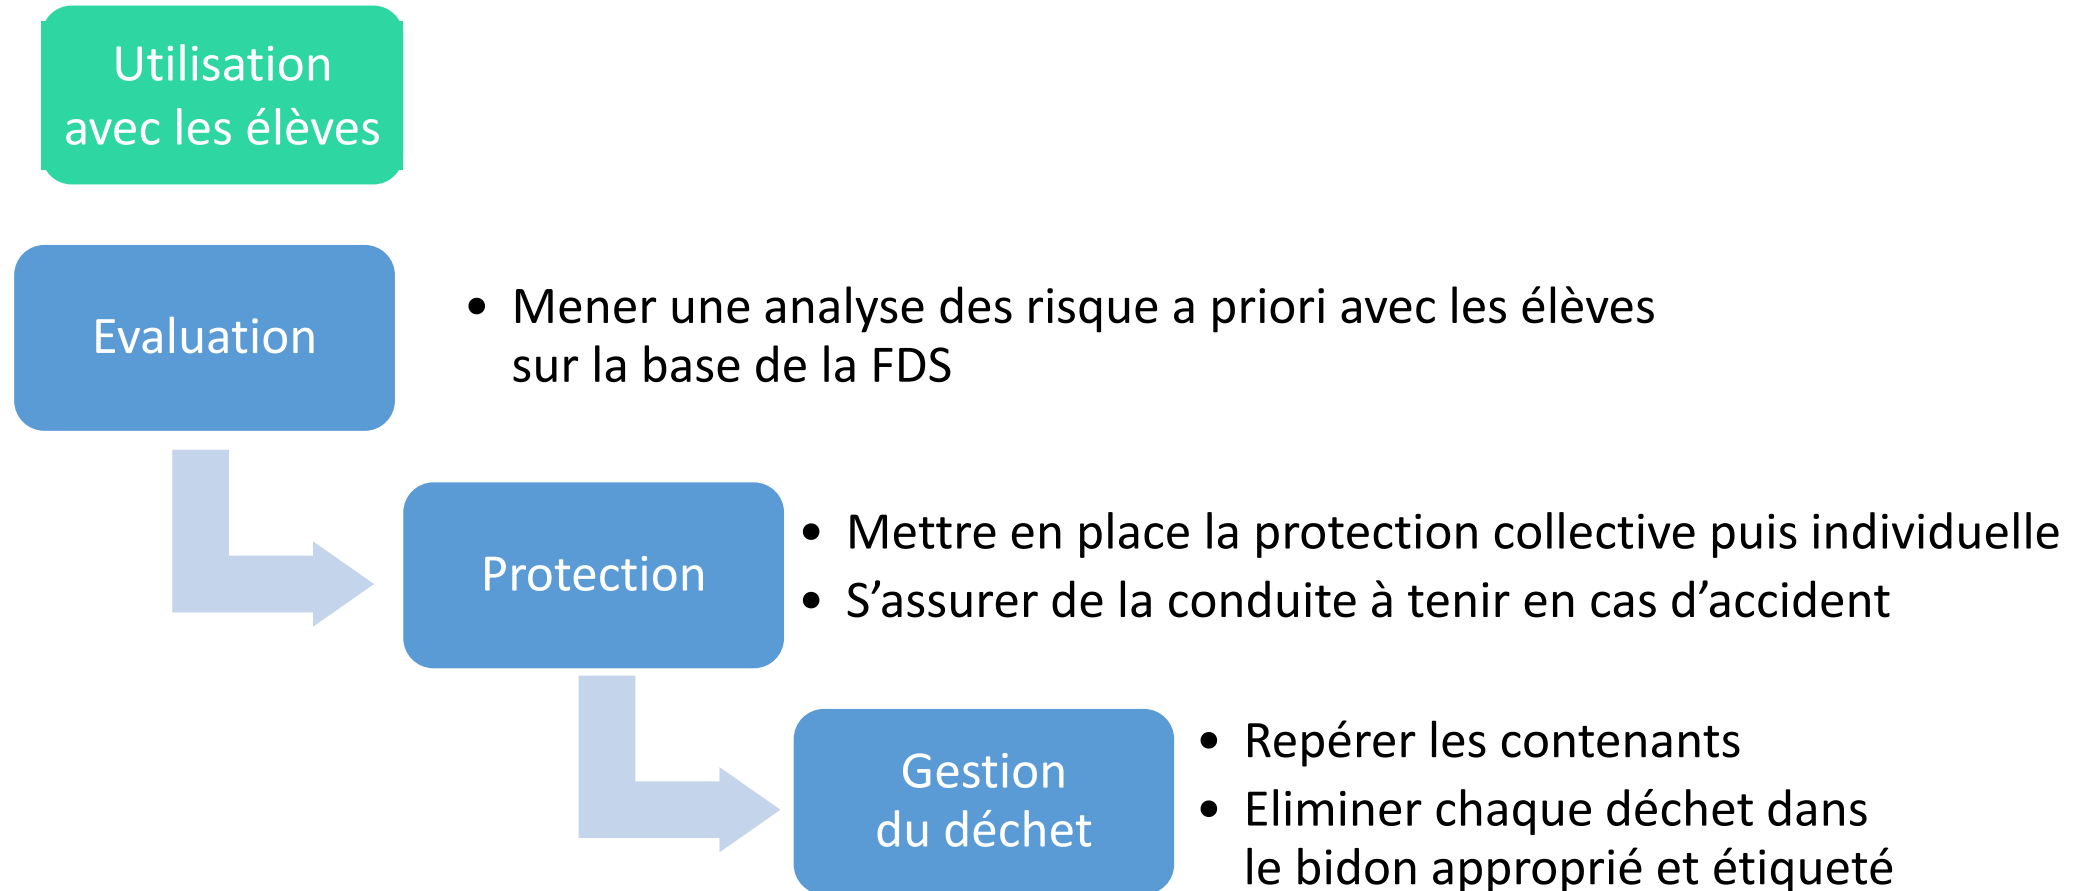 Utilisation
avec les élèves
Evaluation
• Mener une analyse des risque a priori avec les élèves
sur la base de la FDS
Protection
• Mettre en place la protection collective puis individuelle
• S’assurer de la conduite à tenir en cas d’accident
Gestion
du déchet
• Repérer les contenants
• Eliminer chaque déchet dans
le bidon approprié et étiqueté